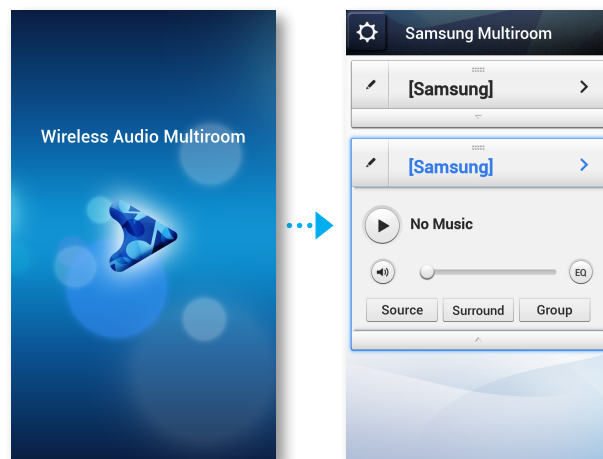 Wireless Audio Multiroom
Samsung Multiroom
[Samsung]
[Samsung]
No Music
EQ
Source Surround Group